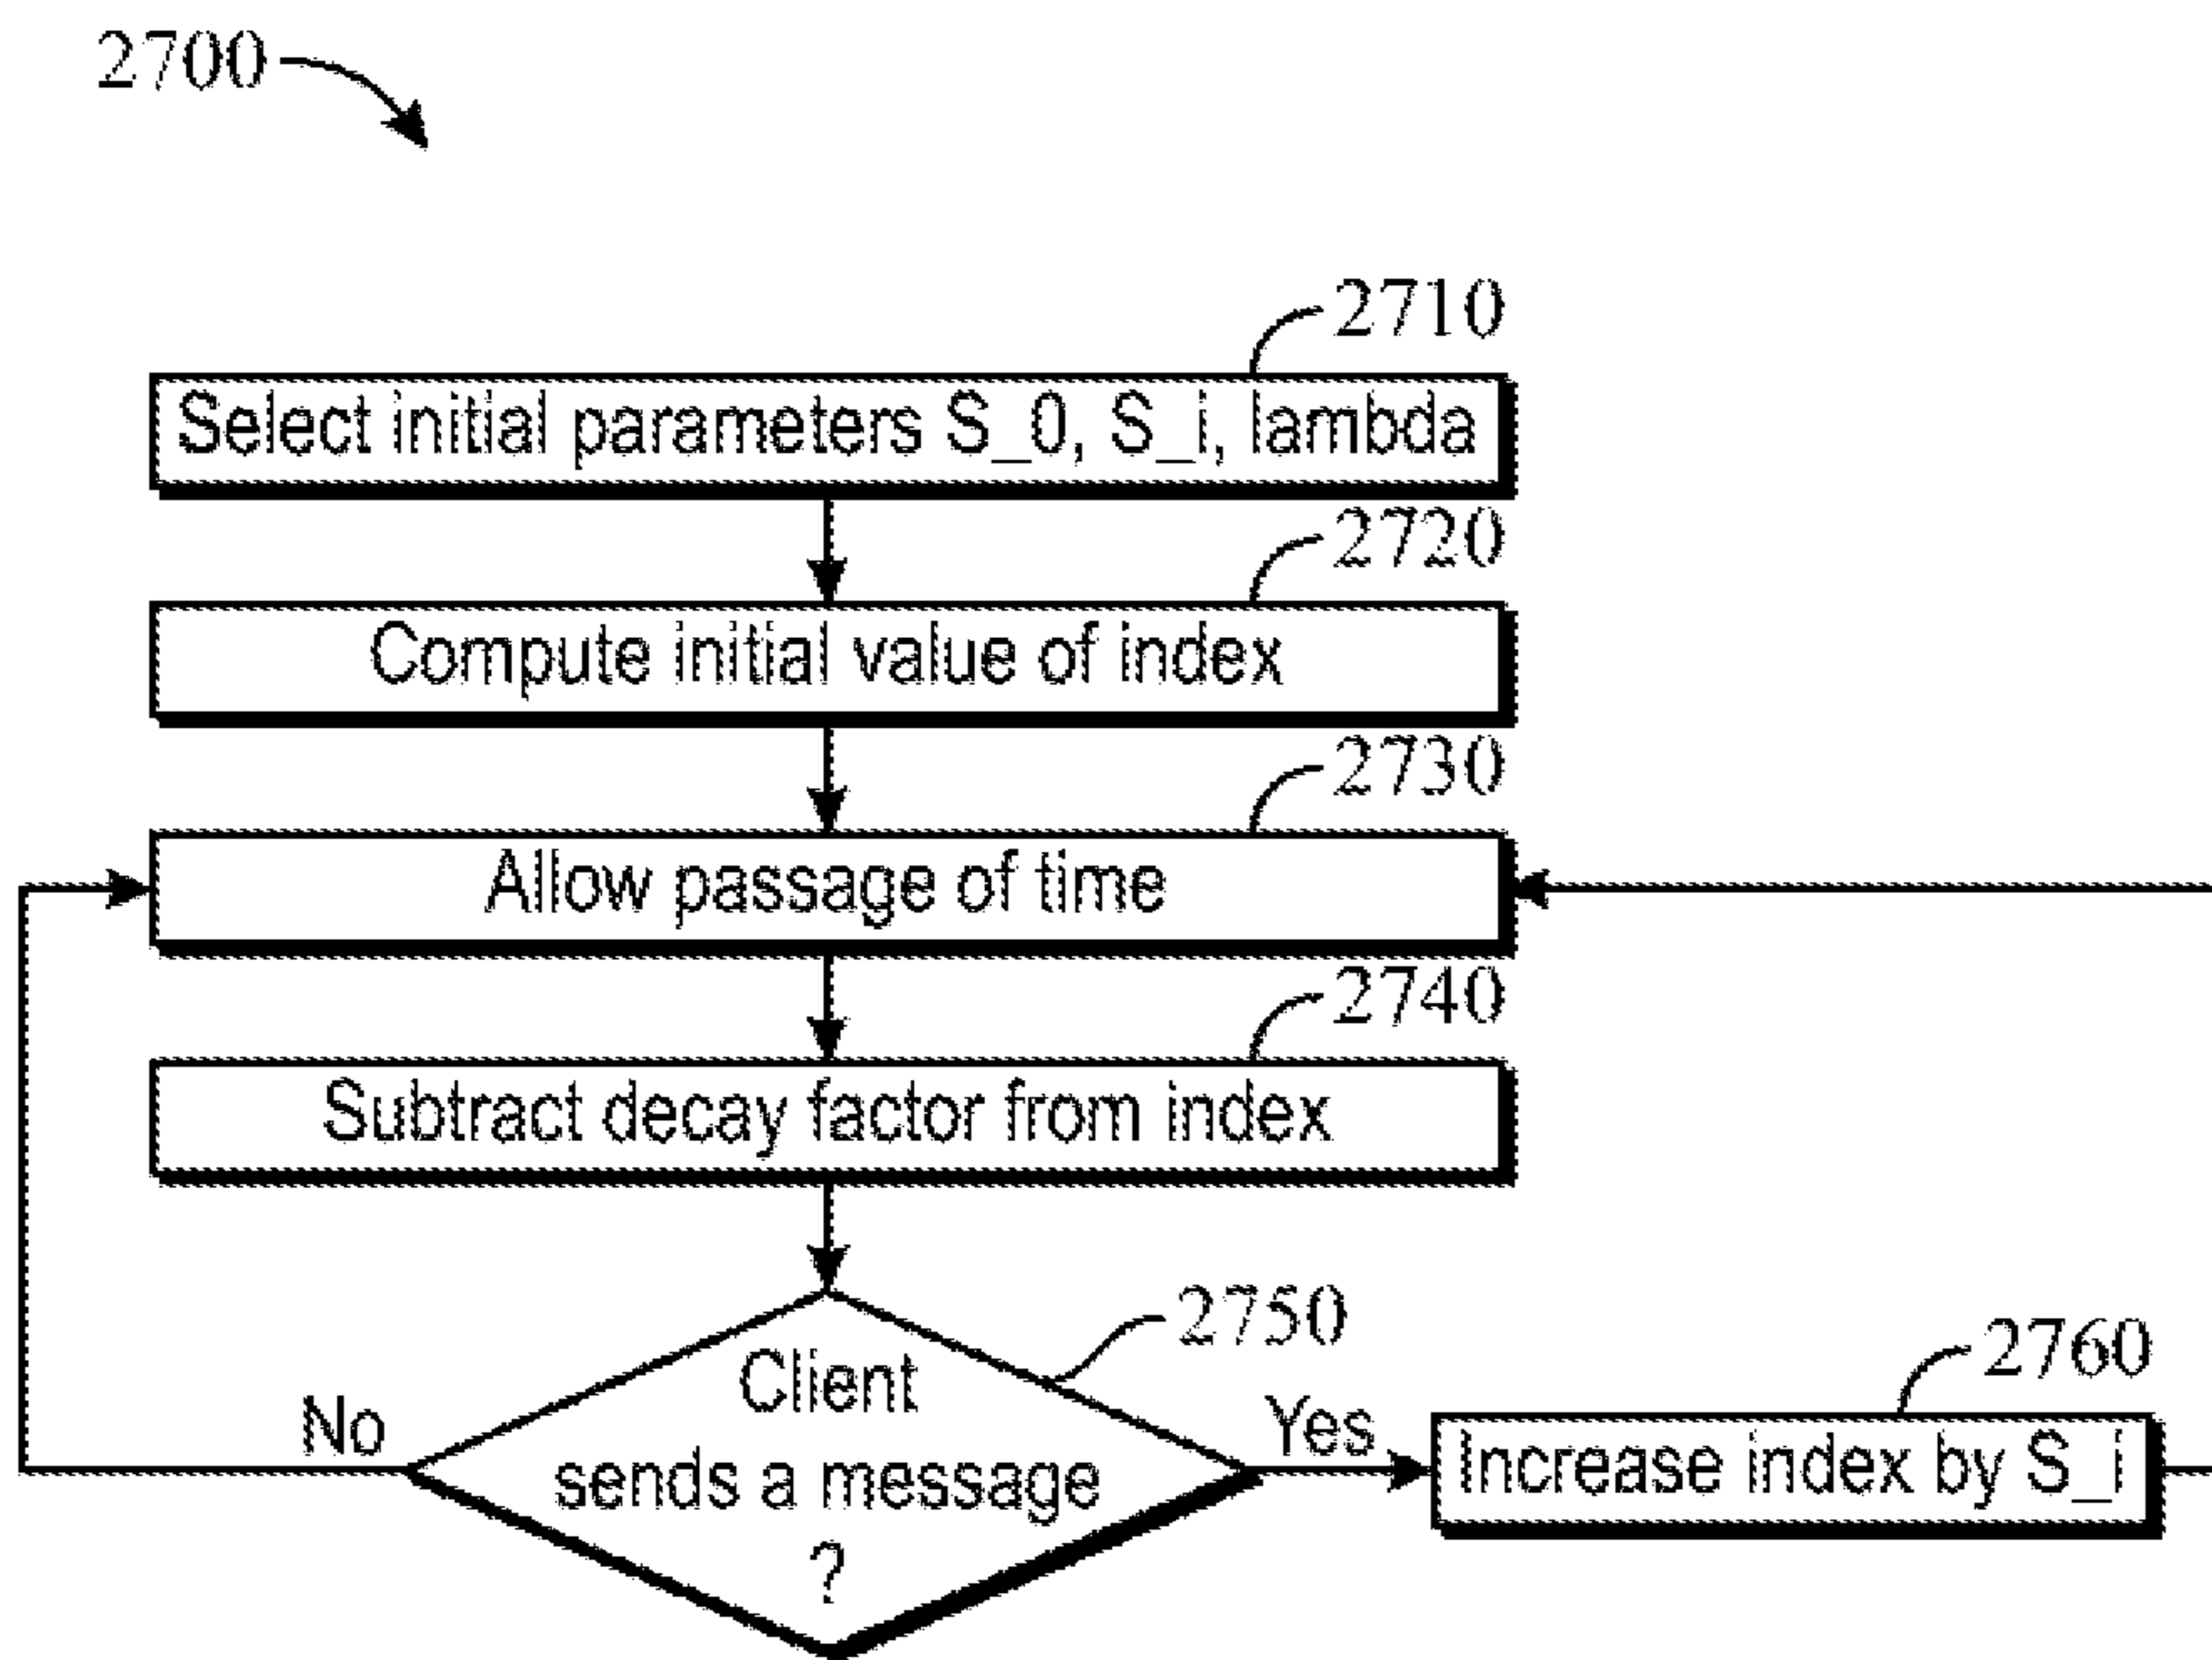 2700
2710
Select initial parameters S_0, S_i, lambda
2720
Compute initial value of index
2730
Allow passage of time
2740
Subtract decay factor from index
2750
Client
sends a message
?
No
Yes
2760
Increase index by S_i